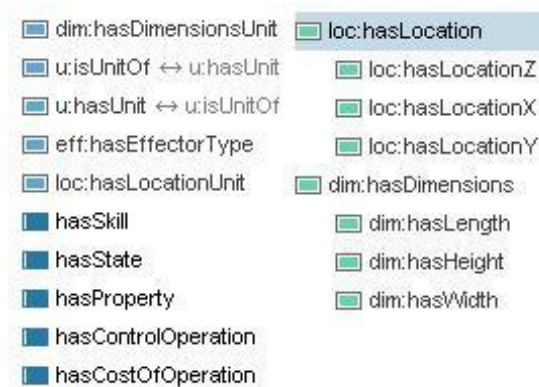 dim:hasDimensionsUnit
u:isUnitOf ↔ u:hasUnit
u:hasUnit ↔ u:isUnitOf
eff:hasEffectorType
loc:hasLocationUnit
hasSkill
hasState
hasProperty
hasControlOperation
hasCostOfOperation
loc:hasLocation
loc:hasLocationZ
loc:hasLocationX
loc:hasLocationY
dim:hasDimensions
dim:hasLength
dim:hasHeight
dim:hasWidth